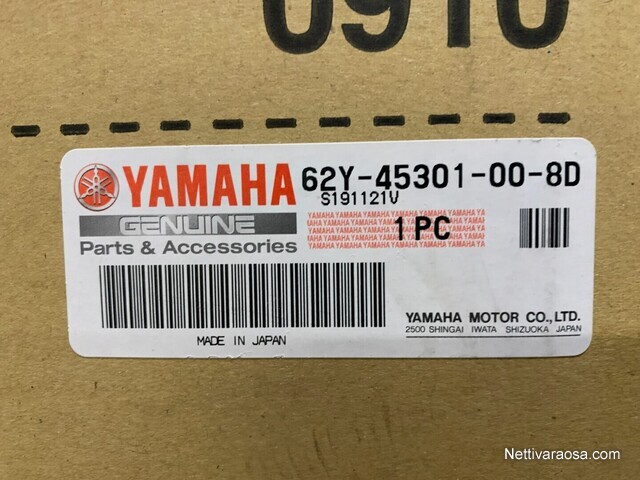 0910
YAMAHA 62Y-45301-00-8D
S191121V
GENUINE
Parts & Accessories
1 PC
YAMAHA MOTOR CO.,LTD.
2500 SHINGAI IWATA SHIZUOKA JAPAN
MADE IN JAPAN
Nettivaraosa.com